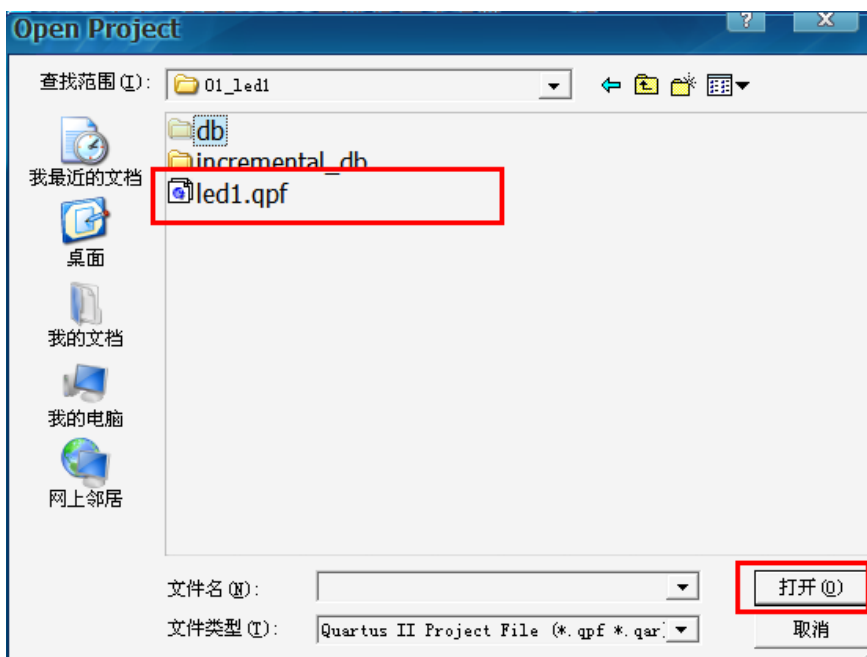 Open Project
查找范围(I): 01_led1
db
incremental_db
led1.qpf
我最近的文档
桌面
我的文档
我的电脑
网上邻居
文件名(N): 打开(O)
文件类型(T): Quartus II Project File (*.qpf *.qar) 取消